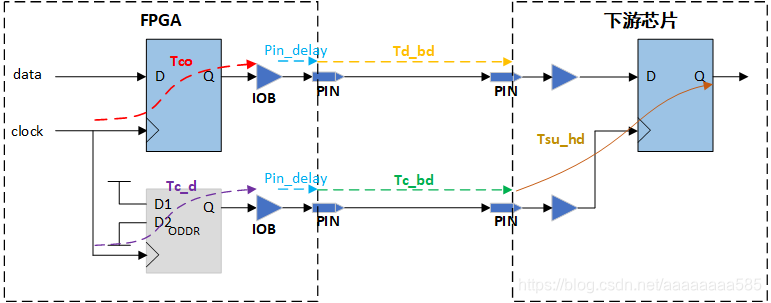 FPGA
下游芯片
data
D
Tco
Q
IOB
Pin_delay
PIN
Td_bd
PIN
D
Q
clock
Tsu_hd
Tc_d
D1
D2
ODDR
Q
IOB
Pin_delay
PIN
Tc_bd
PIN
https://blog.csdn.net/aaaaaaaa585